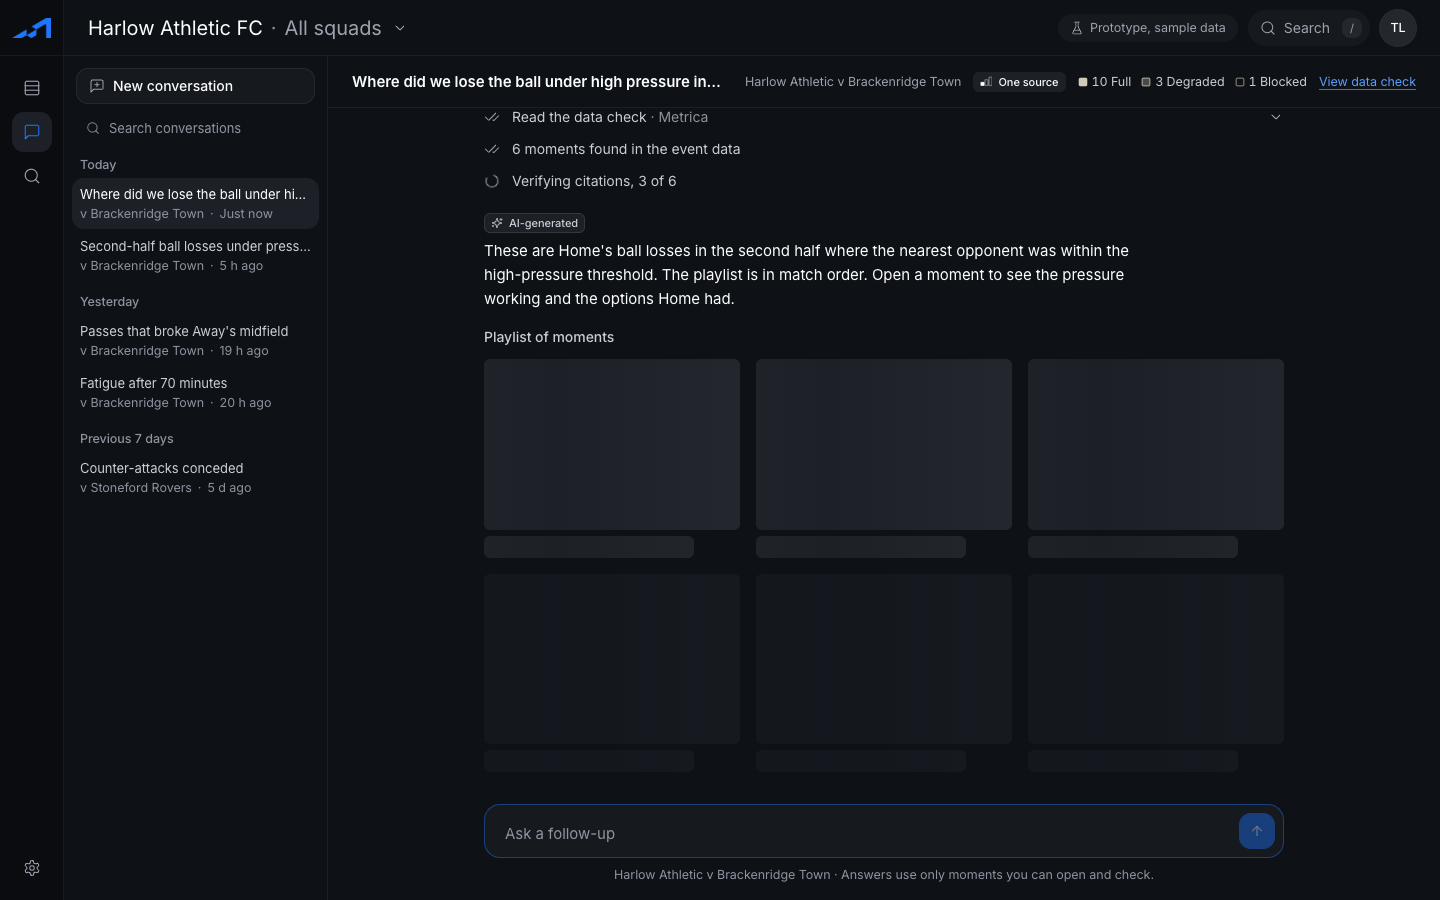 Harlow Athletic FC · All squads
Prototype, sample data
Search /
TL
New conversation
Search conversations
Today
Where did we lose the ball under hi...
v Brackenridge Town · Just now
Second-half ball losses under press...
v Brackenridge Town · 5 h ago
Yesterday
Passes that broke Away's midfield
v Brackenridge Town · 19 h ago
Fatigue after 70 minutes
v Brackenridge Town · 20 h ago
Previous 7 days
Counter-attacks conceded
v Stoneford Rovers · 5 d ago
Where did we lose the ball under high pressure in...
Harlow Athletic v Brackenridge Town
One source
10 Full
3 Degraded
1 Blocked
View data check
Read the data check · Metrica
6 moments found in the event data
Verifying citations, 3 of 6
AI-generated
These are Home's ball losses in the second half where the nearest opponent was within the
high-pressure threshold. The playlist is in match order. Open a moment to see the pressure
working and the options Home had.
Playlist of moments
Ask a follow-up
Harlow Athletic v Brackenridge Town · Answers use only moments you can open and check.